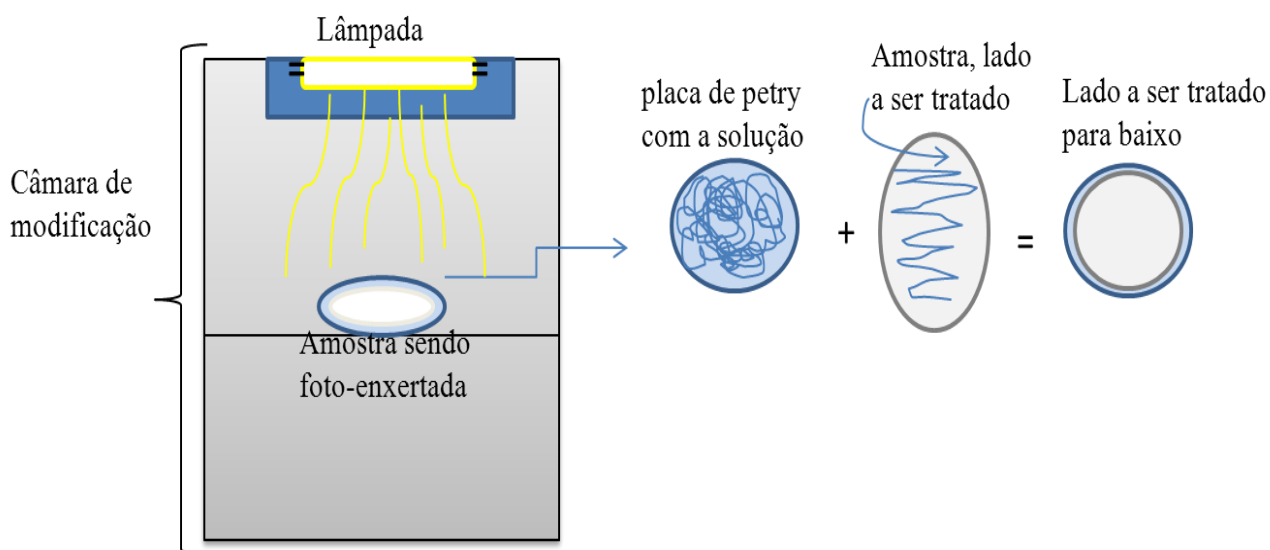 Lâmpada
Câmara de
modificação
Amostra sendo
foto-enxertada
placa de petry
com a solução
+
Amostra, lado
a ser tratado
=
Lado a ser tratado
para baixo